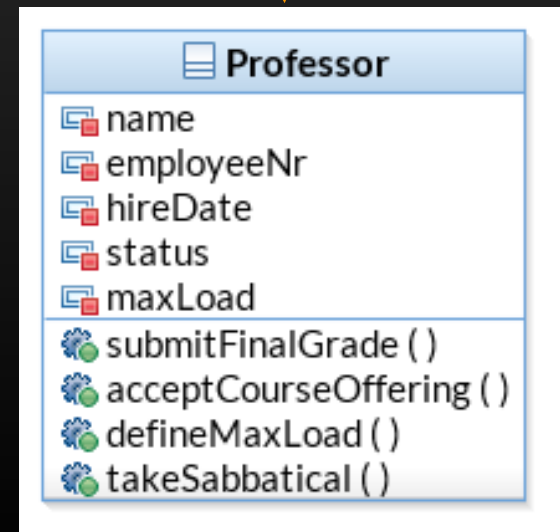 Professor
name
employeeNr
hireDate
status
maxLoad
submitFinalGrade ( )
acceptCourseOffering ( )
defineMaxLoad ( )
takeSabbatical ( )